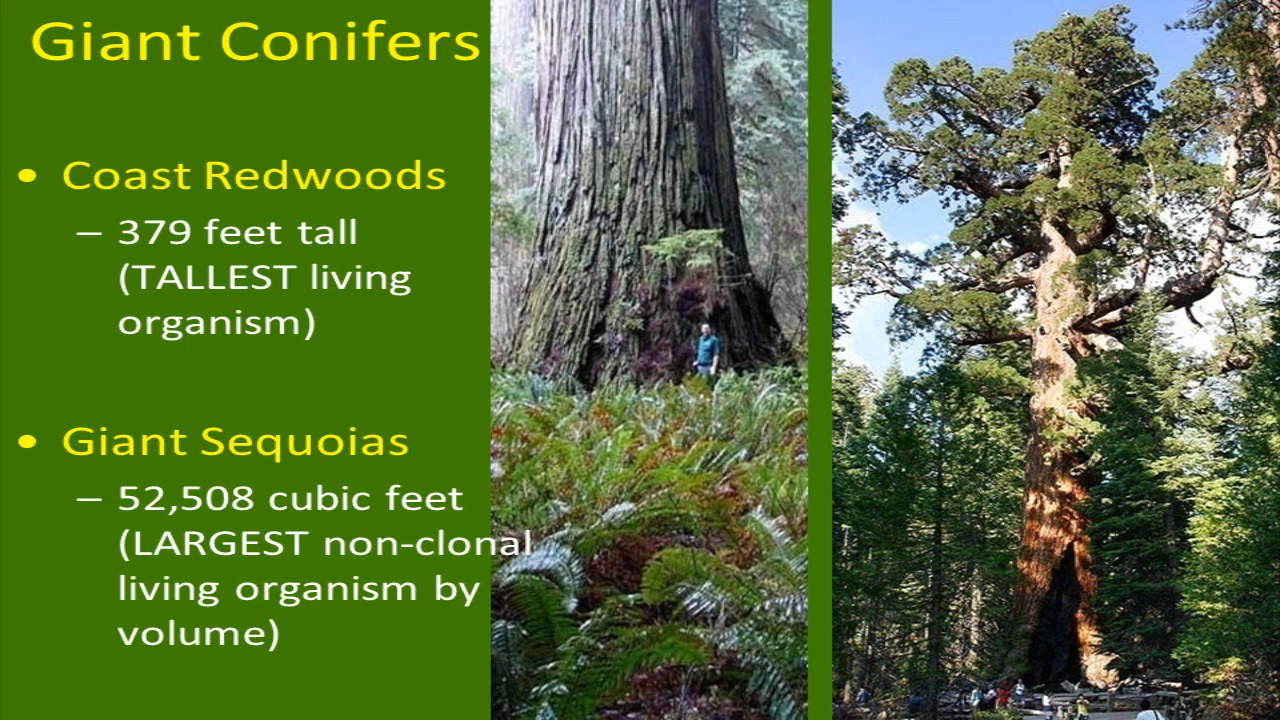 Giant Conifers
• Coast Redwoods
– 379 feet tall
(TALLEST living
organism)
• Giant Sequoias
– 52,508 cubic feet
(LARGEST non-clonal
living organism by
volume)